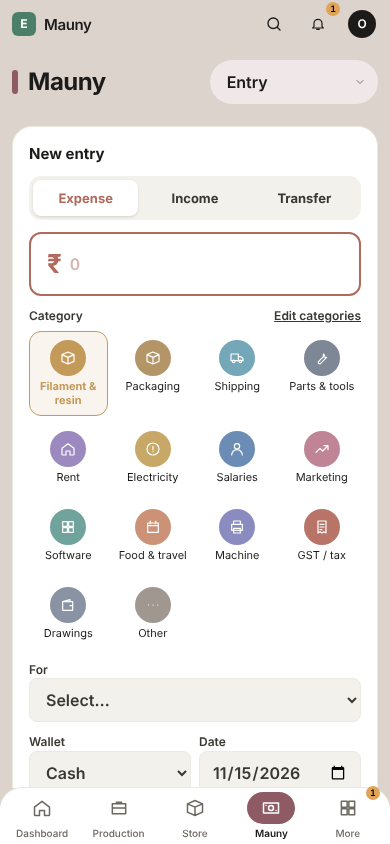 E Mauny 1 O
Mauny Entry
New entry
Expense Income Transfer
₹ 0
Category Edit categories
Filament & Packaging Shipping Parts & tools
resin
Rent Electricity Salaries Marketing
Software Food & travel Machine GST / tax
Drawings Other
For
Select...
Wallet Date
Cash 11/15/2026
1
Dashboard Production Store Mauny More